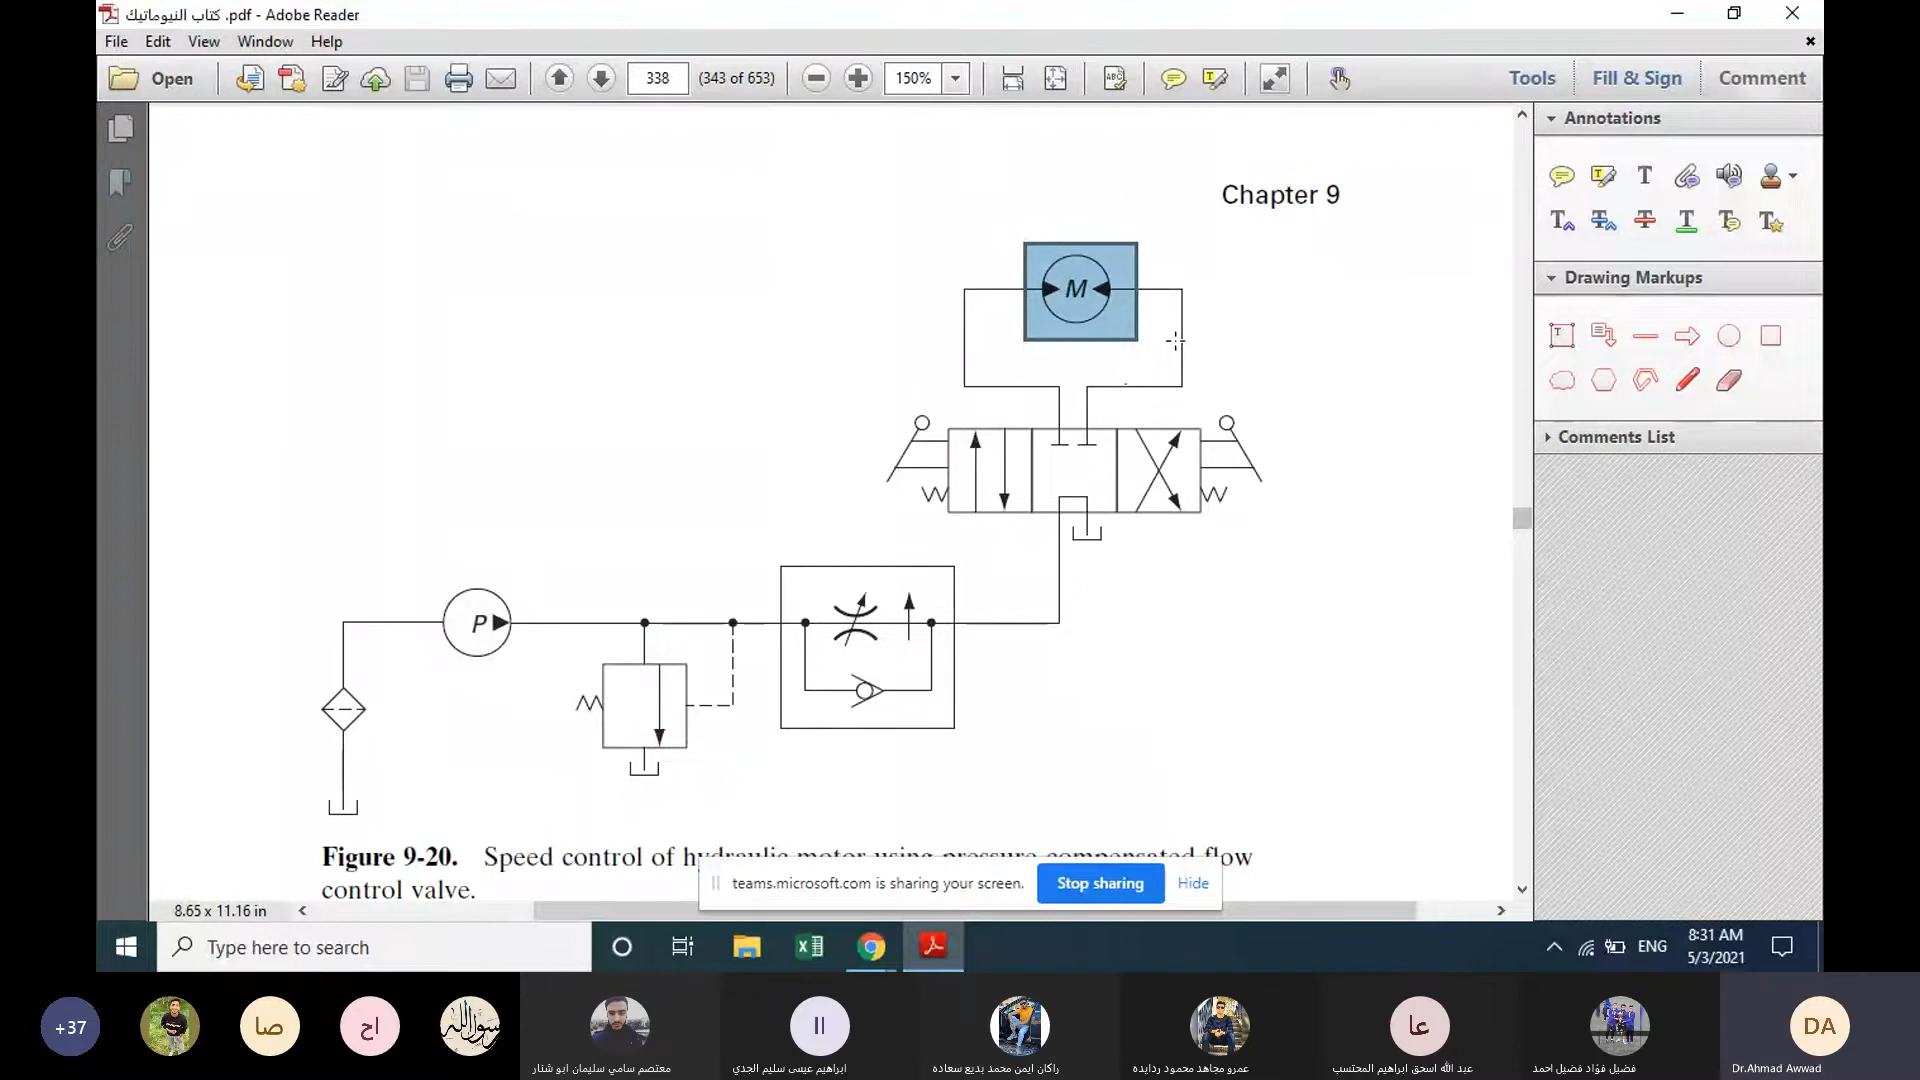 كتاب النيوماتيك .pdf - Adobe Reader
File Edit View Window Help
Open 338 (343 of 653) 150% Tools Fill & Sign Comment
Annotations
Chapter 9
M
Drawing Markups
Comments List
P
Figure 9-20. Speed control of hydraulic motor using pressure compensated flow
control valve.
teams.microsoft.com is sharing your screen. Stop sharing Hide
8.65 x 11.16 in
Type here to search
ENG
8:31 AM
5/3/2021
+37
صا
اح
II
عا
DA
معتصم سامي سليمان ابو شنار
ابراهيم عيسى سليم الجدي
راكان ايمن محمد بديع سعاده
عمرو مجاهد محمود ردايده
عبد الله اسحق ابراهيم المحتسب
فضيل فؤاد فضيل احمد
Dr.Ahmad Awwad